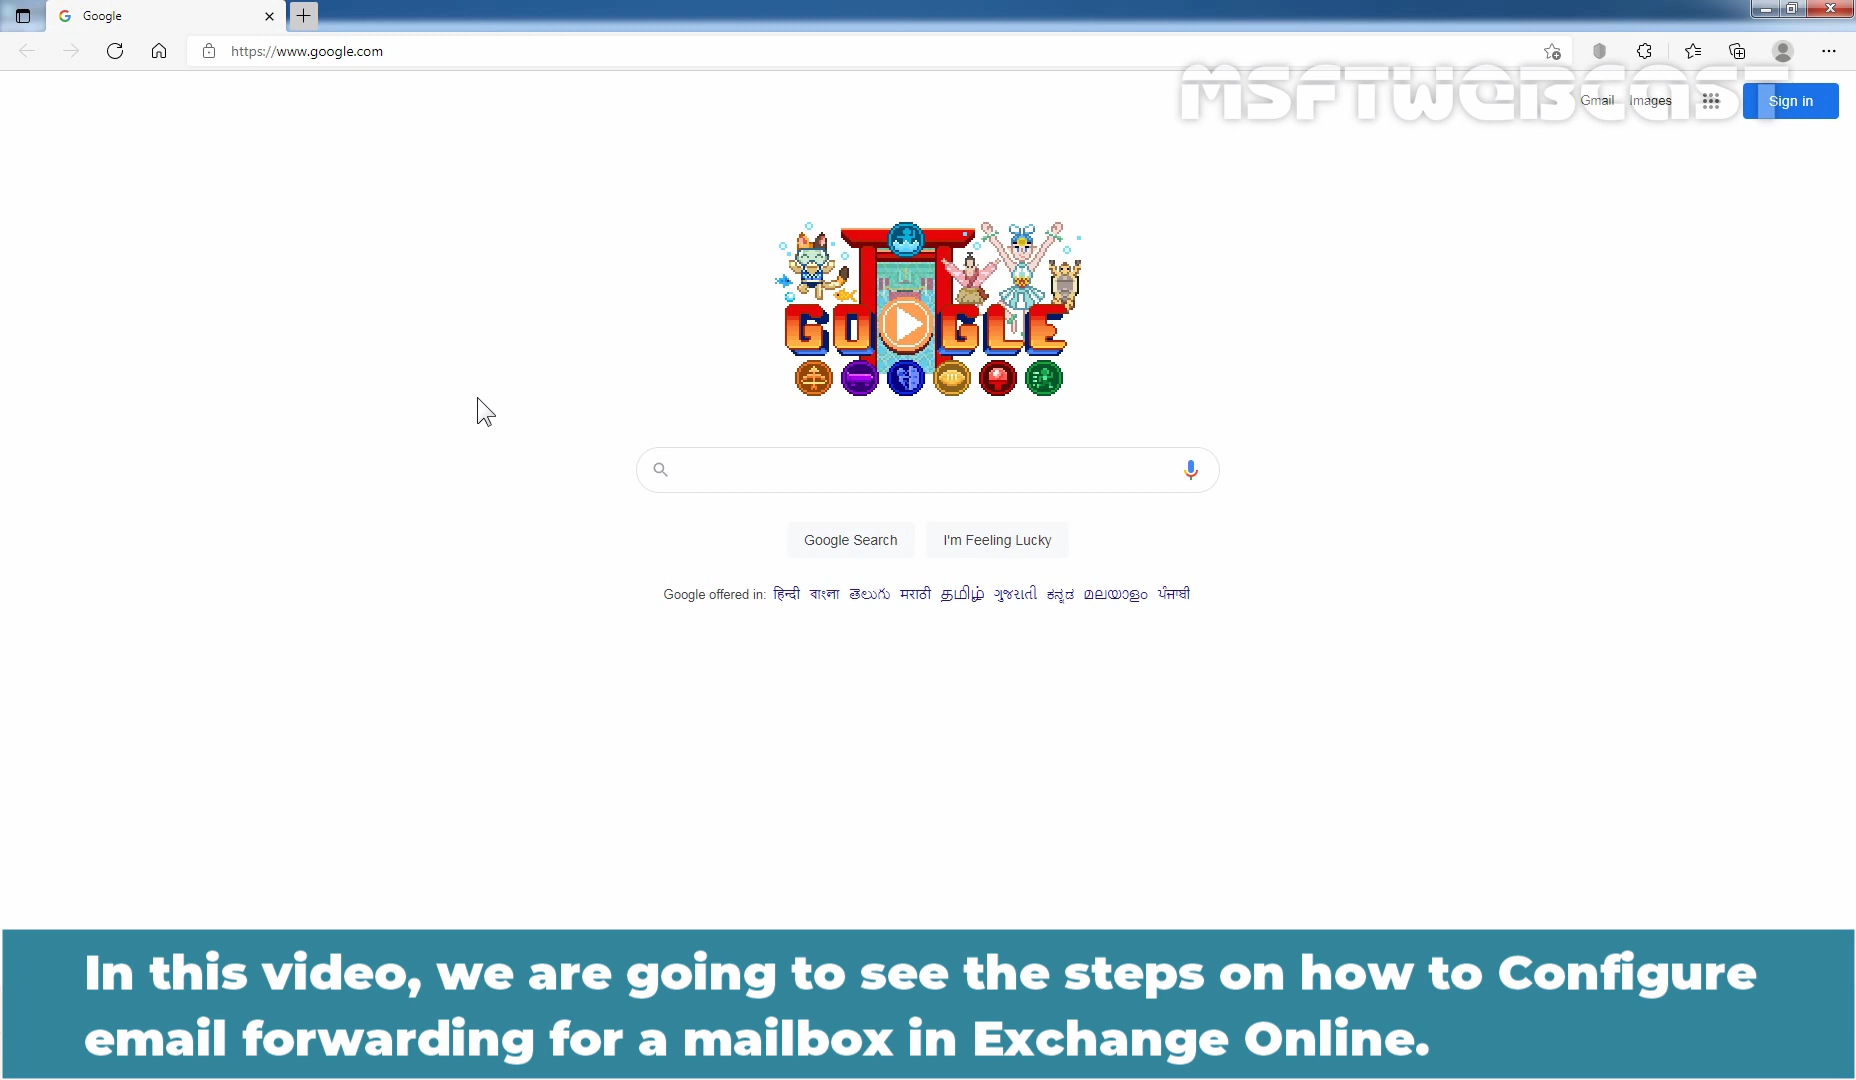 Google
https://www.google.com
MSFTWEBCAST
Gmail Images Sign in
GOOGLE
Google Search I'm Feeling Lucky
Google offered in: हिन्दी বাংলা తెలుగు मराठी தமிழ் ગુજરાતી ಕನ್ನಡ മലയാളം ਪੰਜਾਬੀ
In this video, we are going to see the steps on how to Configure
email forwarding for a mailbox in Exchange Online.